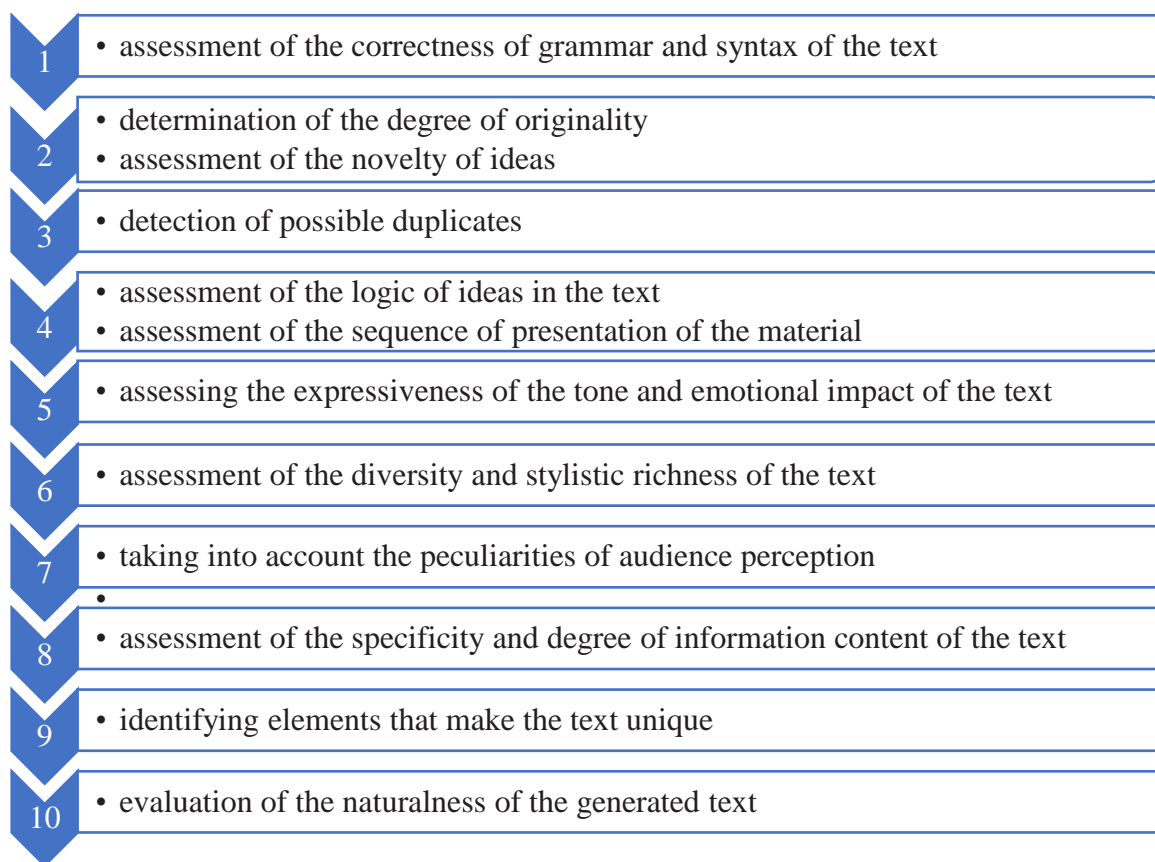 1
• assessment of the correctness of grammar and syntax of the text
2
• determination of the degree of originality
• assessment of the novelty of ideas
3
• detection of possible duplicates
4
• assessment of the logic of ideas in the text
• assessment of the sequence of presentation of the material
5
• assessing the expressiveness of the tone and emotional impact of the text
6
• assessment of the diversity and stylistic richness of the text
7
• taking into account the peculiarities of audience perception
•
8
• assessment of the specificity and degree of information content of the text
9
• identifying elements that make the text unique
10
• evaluation of the naturalness of the generated text